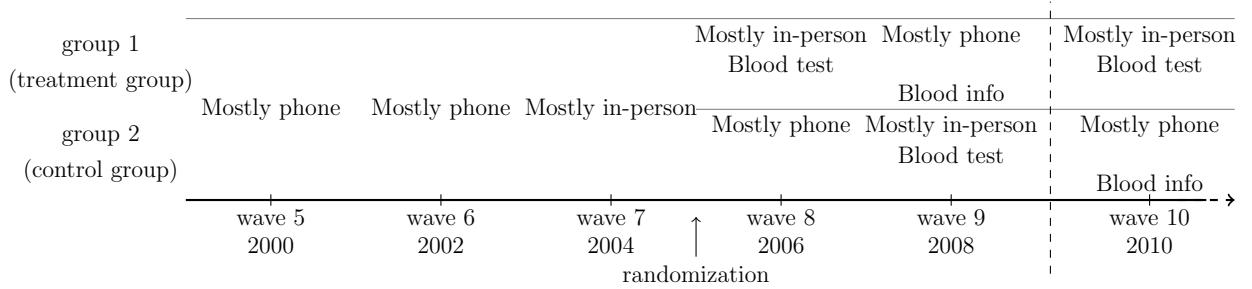 Mostly in-person Mostly phone Mostly in-person
group 1 Blood test Blood test
(treatment group)
Blood info
Mostly phone Mostly phone Mostly in-person
group 2 Mostly phone Mostly in-person Mostly phone
Blood test
(control group)
Blood info
wave 5 wave 6 wave 7 wave 8 wave 9 wave 10
2000 2002 2004 2006 2008 2010
randomization